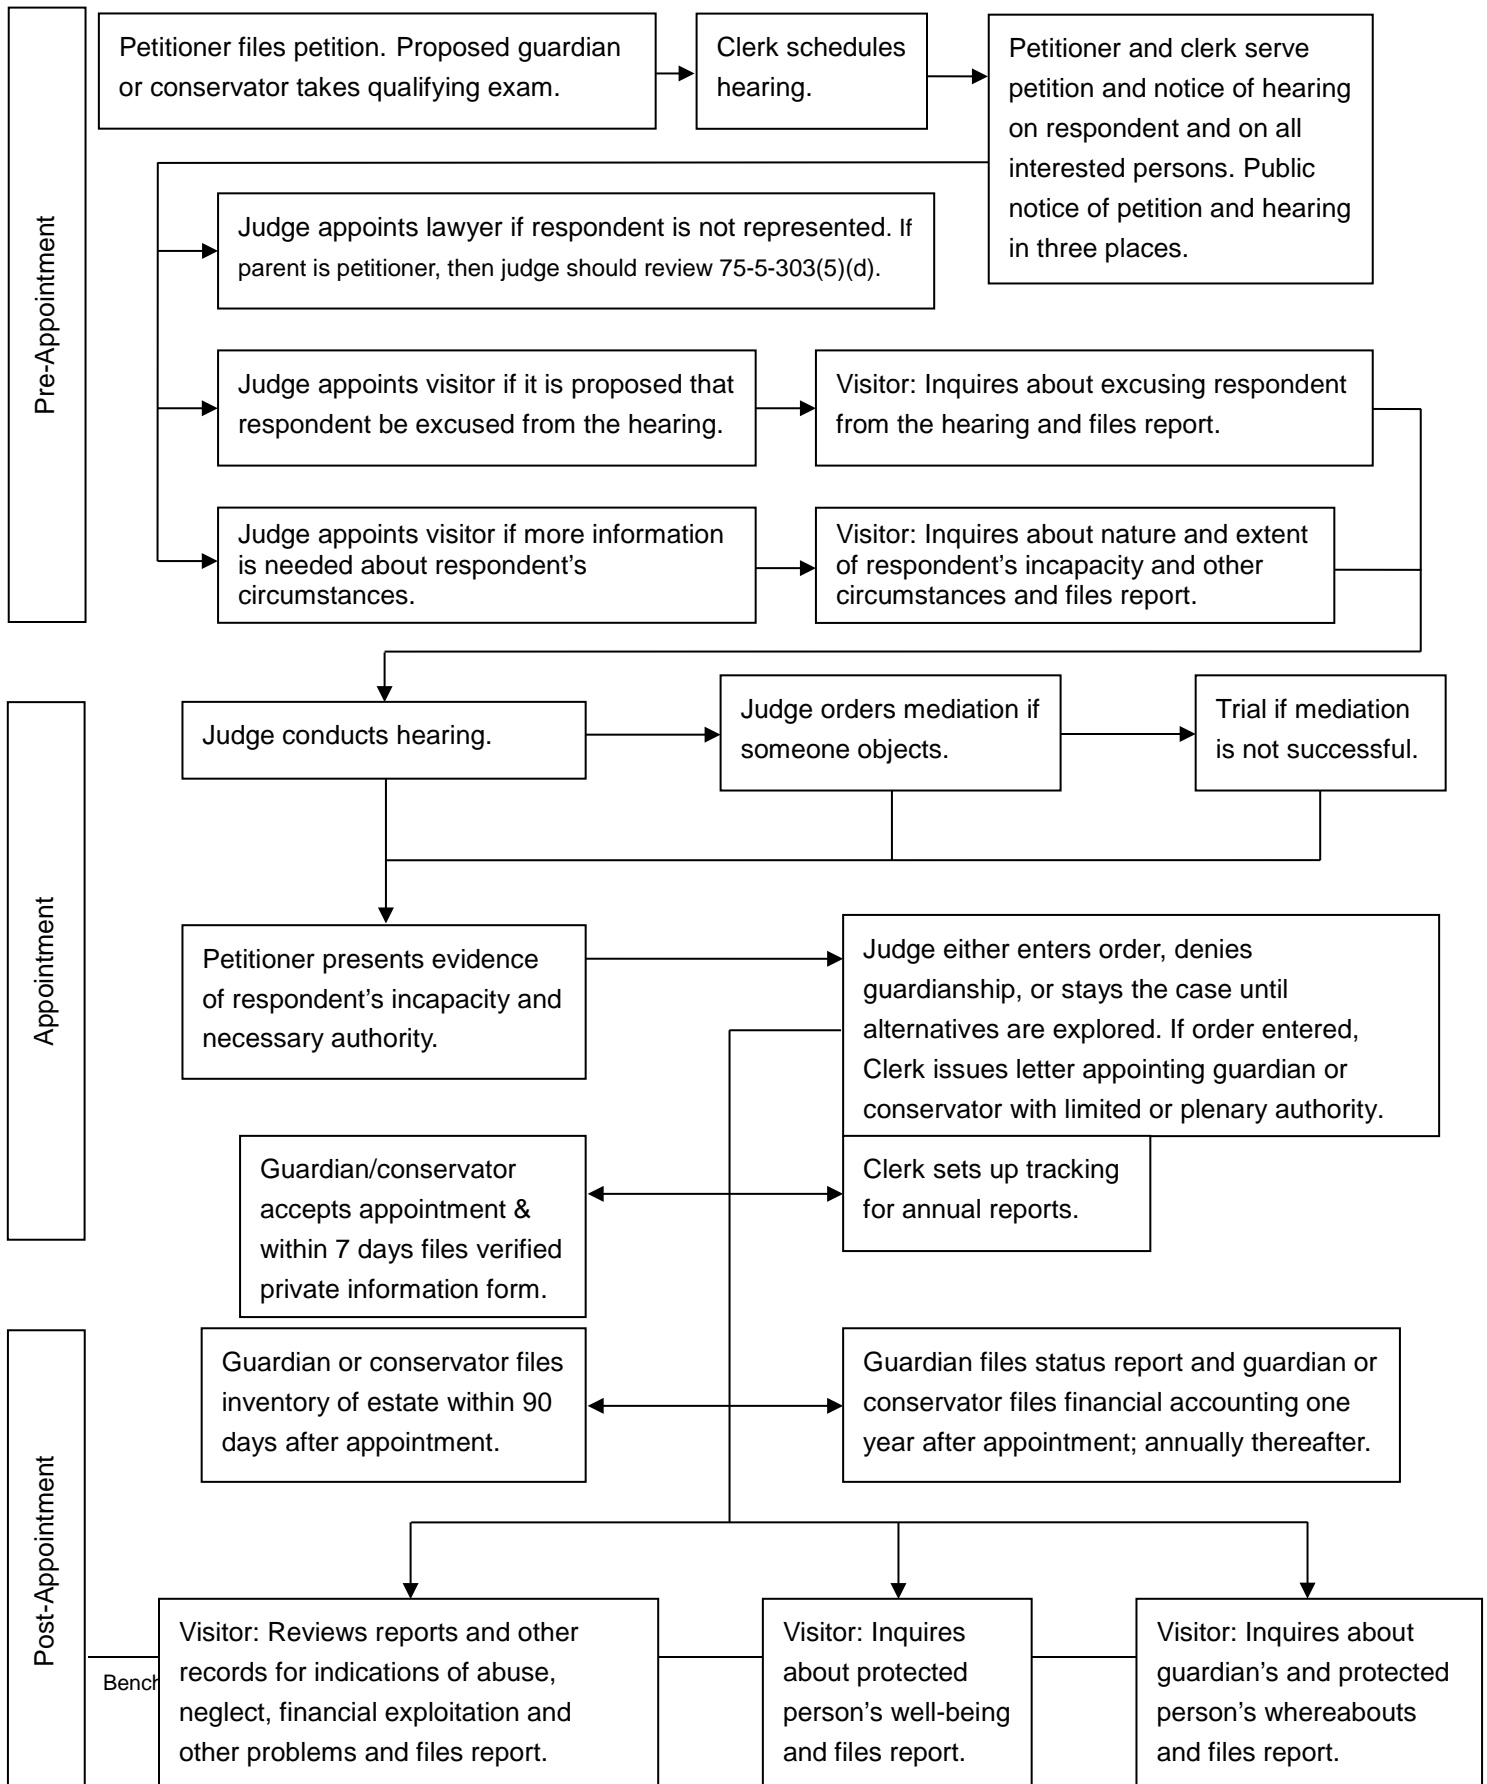 Pre-Appointment
Petitioner files petition. Proposed guardian
or conservator takes qualifying exam.
Clerk schedules
hearing.
Petitioner and clerk serve
petition and notice of hearing
on respondent and on all
interested persons. Public
notice of petition and hearing
in three places.
Judge appoints lawyer if respondent is not represented. If
parent is petitioner, then judge should review 75-5-303(5)(d).
Judge appoints visitor if it is proposed that
respondent be excused from the hearing.
Visitor: Inquires about excusing respondent
from the hearing and files report.
Judge appoints visitor if more information
is needed about respondent’s
circumstances.
Visitor: Inquires about nature and extent
of respondent’s incapacity and other
circumstances and files report.
Appointment
Judge conducts hearing.
Judge orders mediation if
someone objects.
Trial if mediation
is not successful.
Petitioner presents evidence
of respondent’s incapacity and
necessary authority.
Judge either enters order, denies
guardianship, or stays the case until
alternatives are explored. If order entered,
Clerk issues letter appointing guardian or
conservator with limited or plenary authority.
Guardian/conservator
accepts appointment &
within 7 days files verified
private information form.
Clerk sets up tracking
for annual reports.
Post-Appointment
Guardian or conservator files
inventory of estate within 90
days after appointment.
Guardian files status report and guardian or
conservator files financial accounting one
year after appointment; annually thereafter.
Visitor: Reviews reports and other
records for indications of abuse,
neglect, financial exploitation and
other problems and files report.
Visitor: Inquires
about protected
person’s well-being
and files report.
Visitor: Inquires about
guardian’s and protected
person’s whereabouts
and files report.